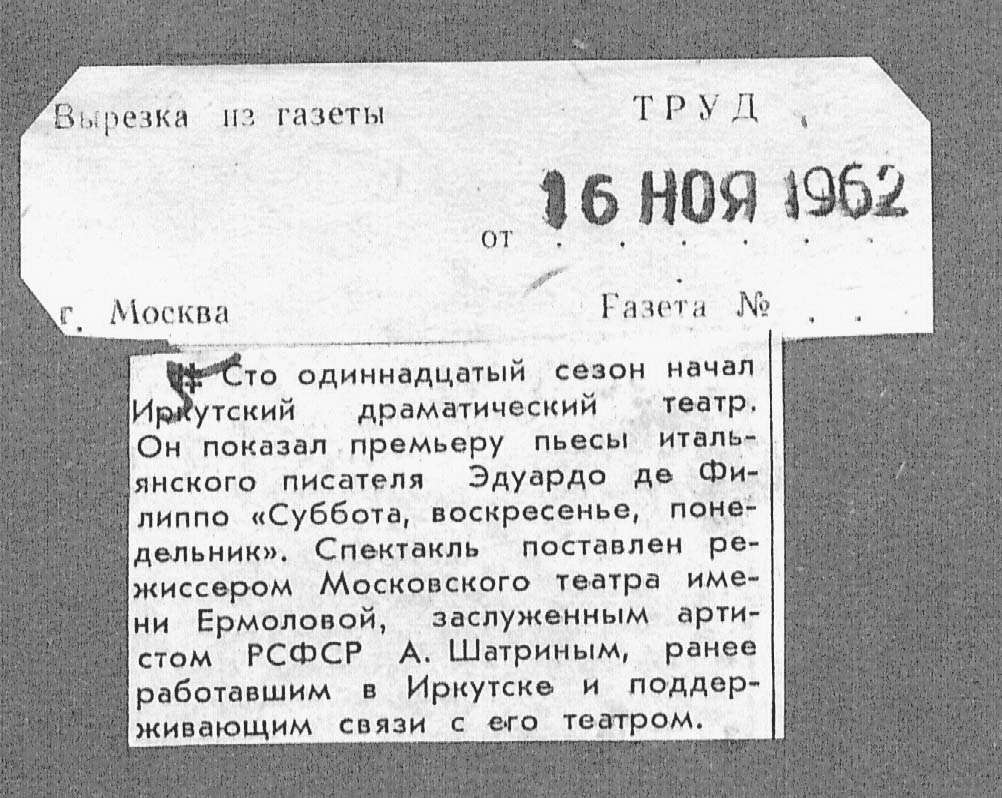 Вырезка из газеты ТРУД
от 16 НОЯ 1962
г. Москва Газета №
Сто одиннадцатый сезон начал
Иркутский драматический театр.
Он показал премьеру пьесы италь-
янского писателя Эдуардо де Фи-
липпо «Суббота, воскресенье, поне-
дельник». Спектакль поставлен ре-
жиссером Московского театра име-
ни Ермоловой, заслуженным арти-
стом РСФСР А. Шатриным, ранее
работавшим в Иркутске и поддер-
живающим связи с его театром.